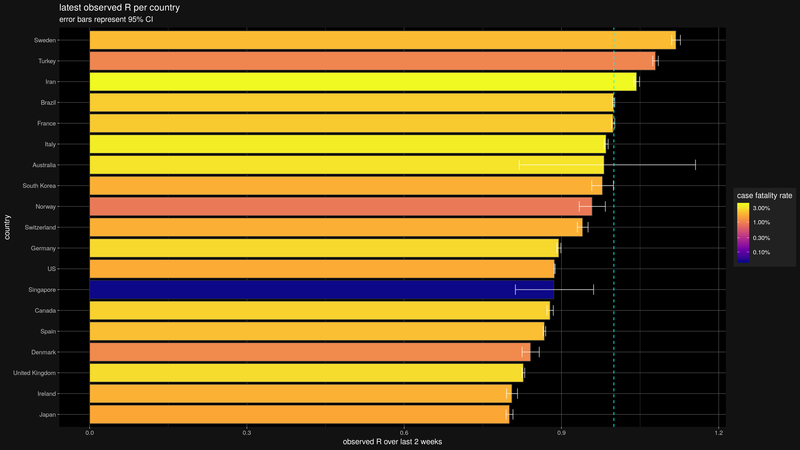 latest observed R per country
error bars represent 95% CI
country
Sweden
Turkey
Iran
Brazil
France
Italy
Australia
South Korea
Norway
Switzerland
Germany
US
Singapore
Canada
Spain
Denmark
United Kingdom
Ireland
Japan
0.0
0.3
0.6
0.9
1.2
observed R over last 2 weeks
case fatality rate
3.00%
1.00%
0.30%
0.10%